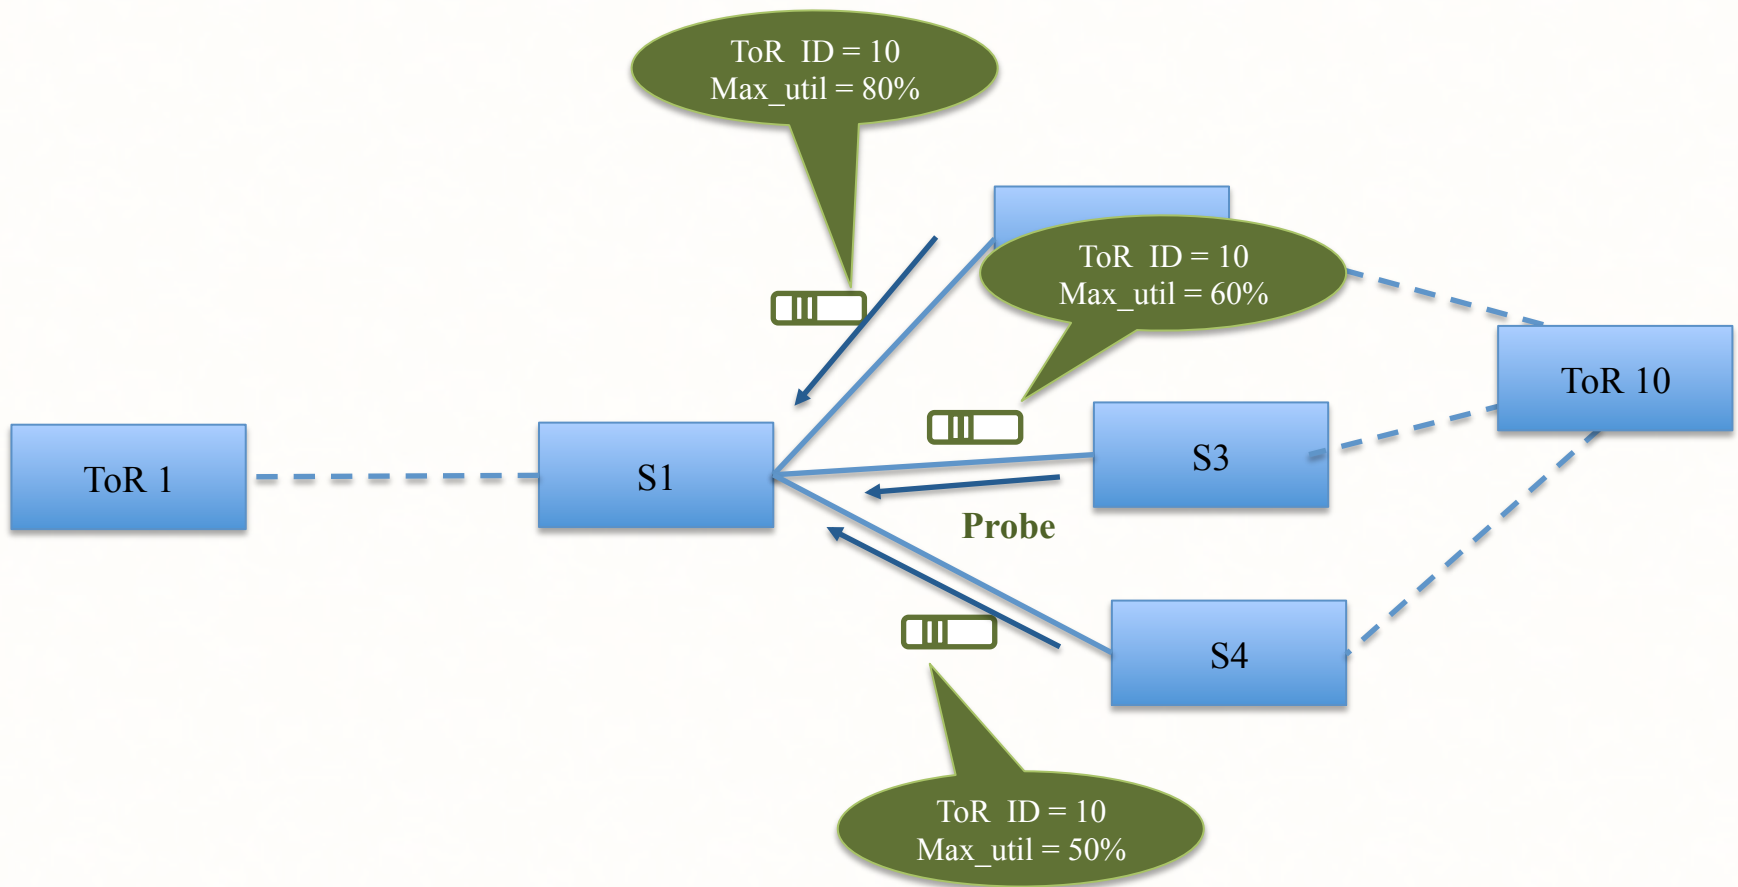 ToR ID = 10
Max_util = 80%
ToR ID = 10
Max_util = 60%
ToR 10
ToR 1
S1
S3
Probe
S4
ToR ID = 10
Max_util = 50%